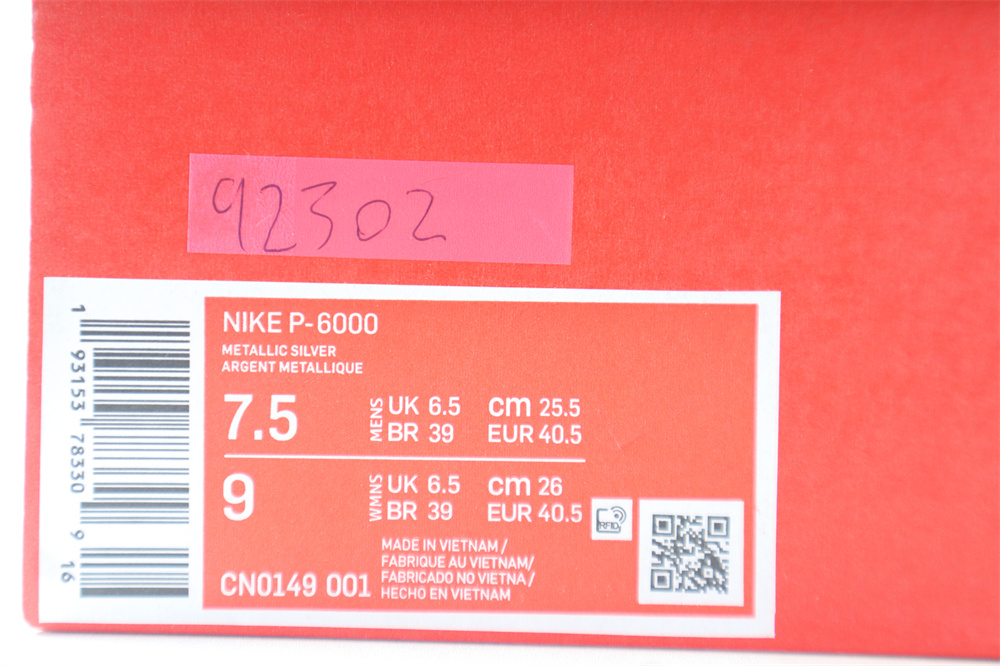 92302
NIKE P-6000
METALLIC SILVER
ARGENT METALLIQUE
7.5
MENS
UK 6.5 cm 25.5
BR 39 EUR 40.5
9
WMNS
UK 6.5 cm 26
BR 39 EUR 40.5
RFID
MADE IN VIETNAM /
FABRIQUE AU VIETNAM/
FABRICADO NO VIETNA /
HECHO EN VIETNAM
CN0149 001
1 93153 78330 9 16